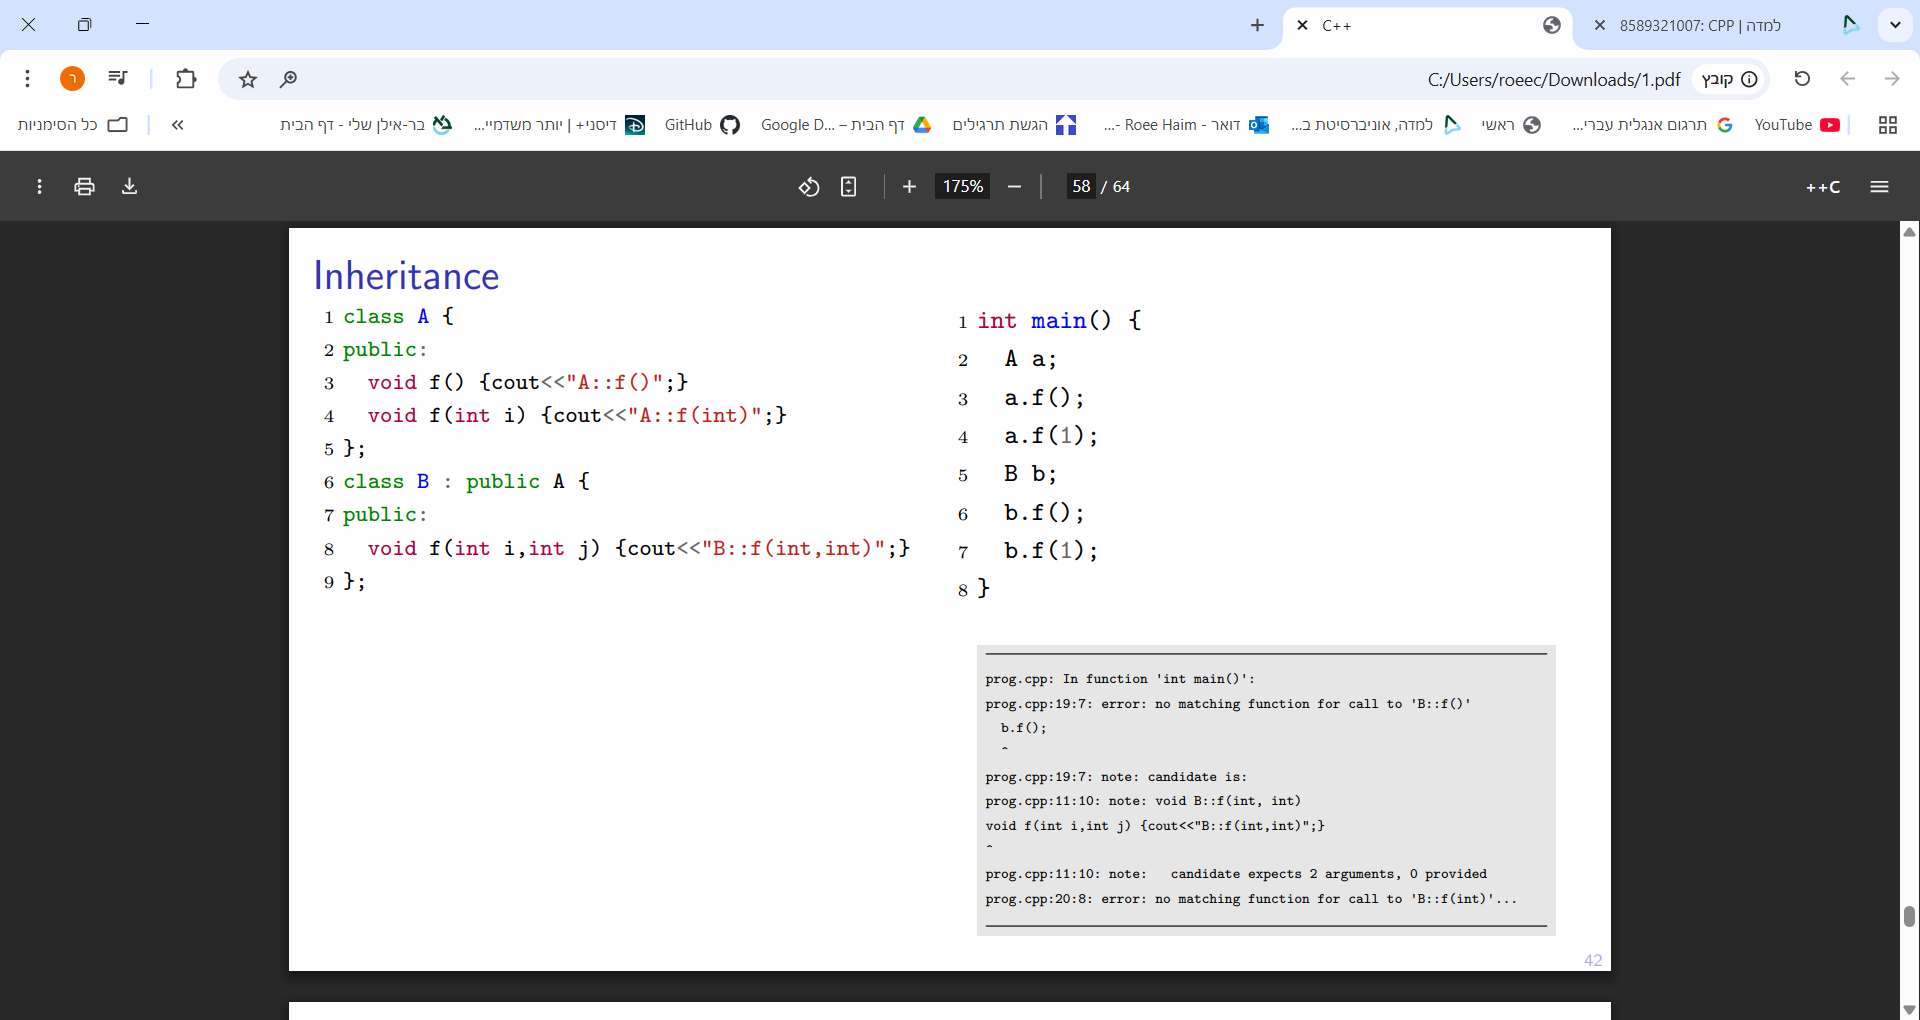 C++
למדה | CPP :8589321007
C:/Users/roeec/Downloads/1.pdf
קובץ
ר
YouTube
תרגום אנגלית עברי...
ראשי
למדה, אוניברסיטת ב...
דואר - Roee Haim -...
הגשת תרגילים
דף הבית – Google D...
GitHub
דיסני+ | יותר משדמיי...
בר-אילן שלי - דף הבית
»
כל הסימניות
++C
58 / 64
175%
Inheritance
1 class A {
2 public:
3 void f() {cout<<"A::f()";}
4 void f(int i) {cout<<"A::f(int)";}
5 };
6 class B : public A {
7 public:
8 void f(int i,int j) {cout<<"B::f(int,int)";}
9 };
1 int main() {
2 A a;
3 a.f();
4 a.f(1);
5 B b;
6 b.f();
7 b.f(1);
8 }
prog.cpp: In function 'int main()':
prog.cpp:19:7: error: no matching function for call to 'B::f()'
b.f();
^
prog.cpp:19:7: note: candidate is:
prog.cpp:11:10: note: void B::f(int, int)
void f(int i,int j) {cout<<"B::f(int,int)";}
^
prog.cpp:11:10: note: candidate expects 2 arguments, 0 provided
prog.cpp:20:8: error: no matching function for call to 'B::f(int)'...
42